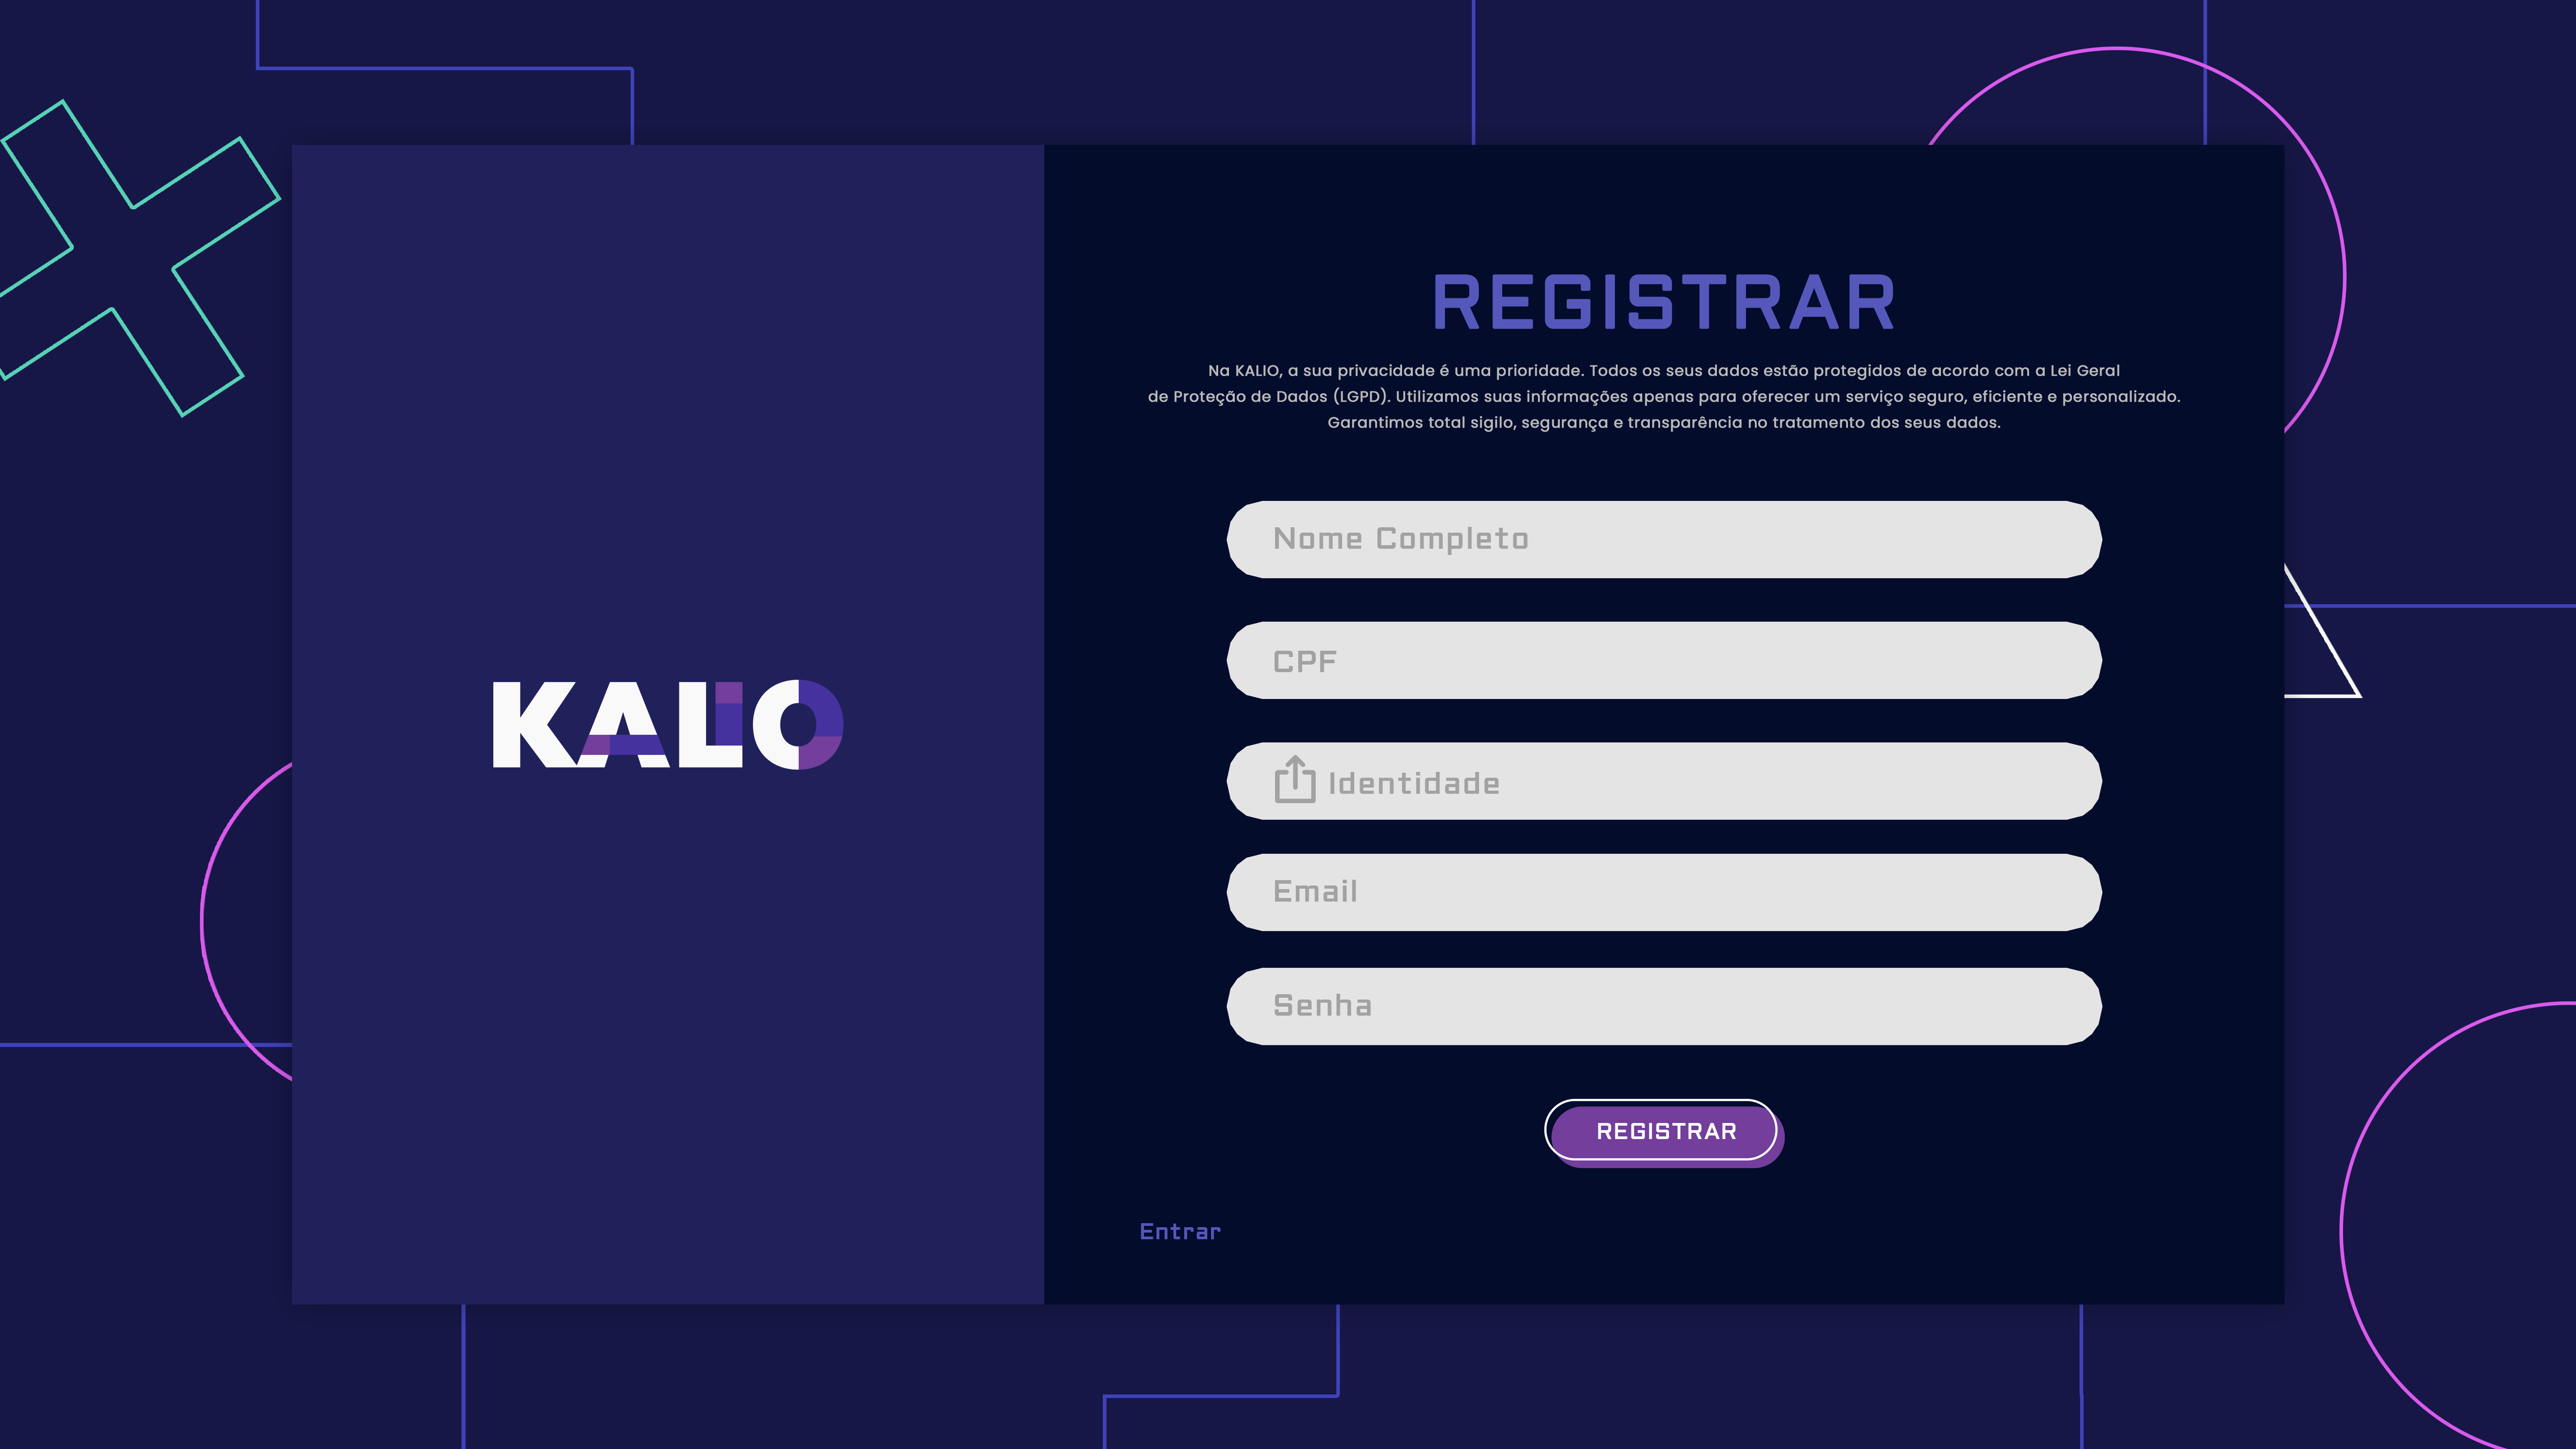 KALIO
REGISTRAR
Na KALIO, a sua privacidade é uma prioridade. Todos os seus dados estão protegidos de acordo com a Lei Geral
de Proteção de Dados (LGPD). Utilizamos suas informações apenas para oferecer um serviço seguro, eficiente e personalizado.
Garantimos total sigilo, segurança e transparência no tratamento dos seus dados.
Nome Completo
CPF
Identidade
Email
Senha
REGISTRAR
Entrar